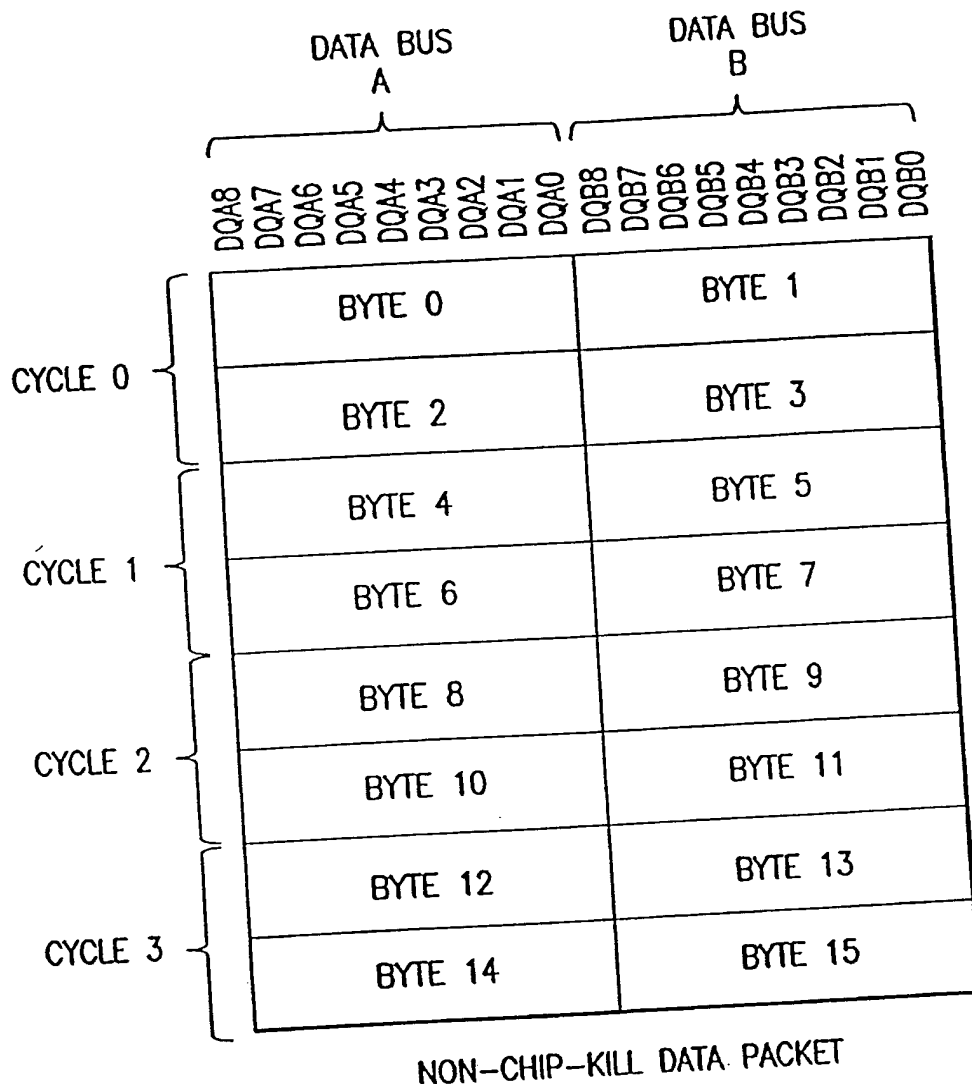 DATA BUS
A
DATA BUS
B
DQA8
DQA7
DQA6
DQA5
DQA4
DQA3
DQA2
DQA1
DQA0
DQB8
DQB7
DQB6
DQB5
DQB4
DQB3
DQB2
DQB1
DQB0
CYCLE 0
BYTE 0
BYTE 1
BYTE 2
BYTE 3
CYCLE 1
BYTE 4
BYTE 5
BYTE 6
BYTE 7
CYCLE 2
BYTE 8
BYTE 9
BYTE 10
BYTE 11
CYCLE 3
BYTE 12
BYTE 13
BYTE 14
BYTE 15
NON-CHIP-KILL DATA PACKET